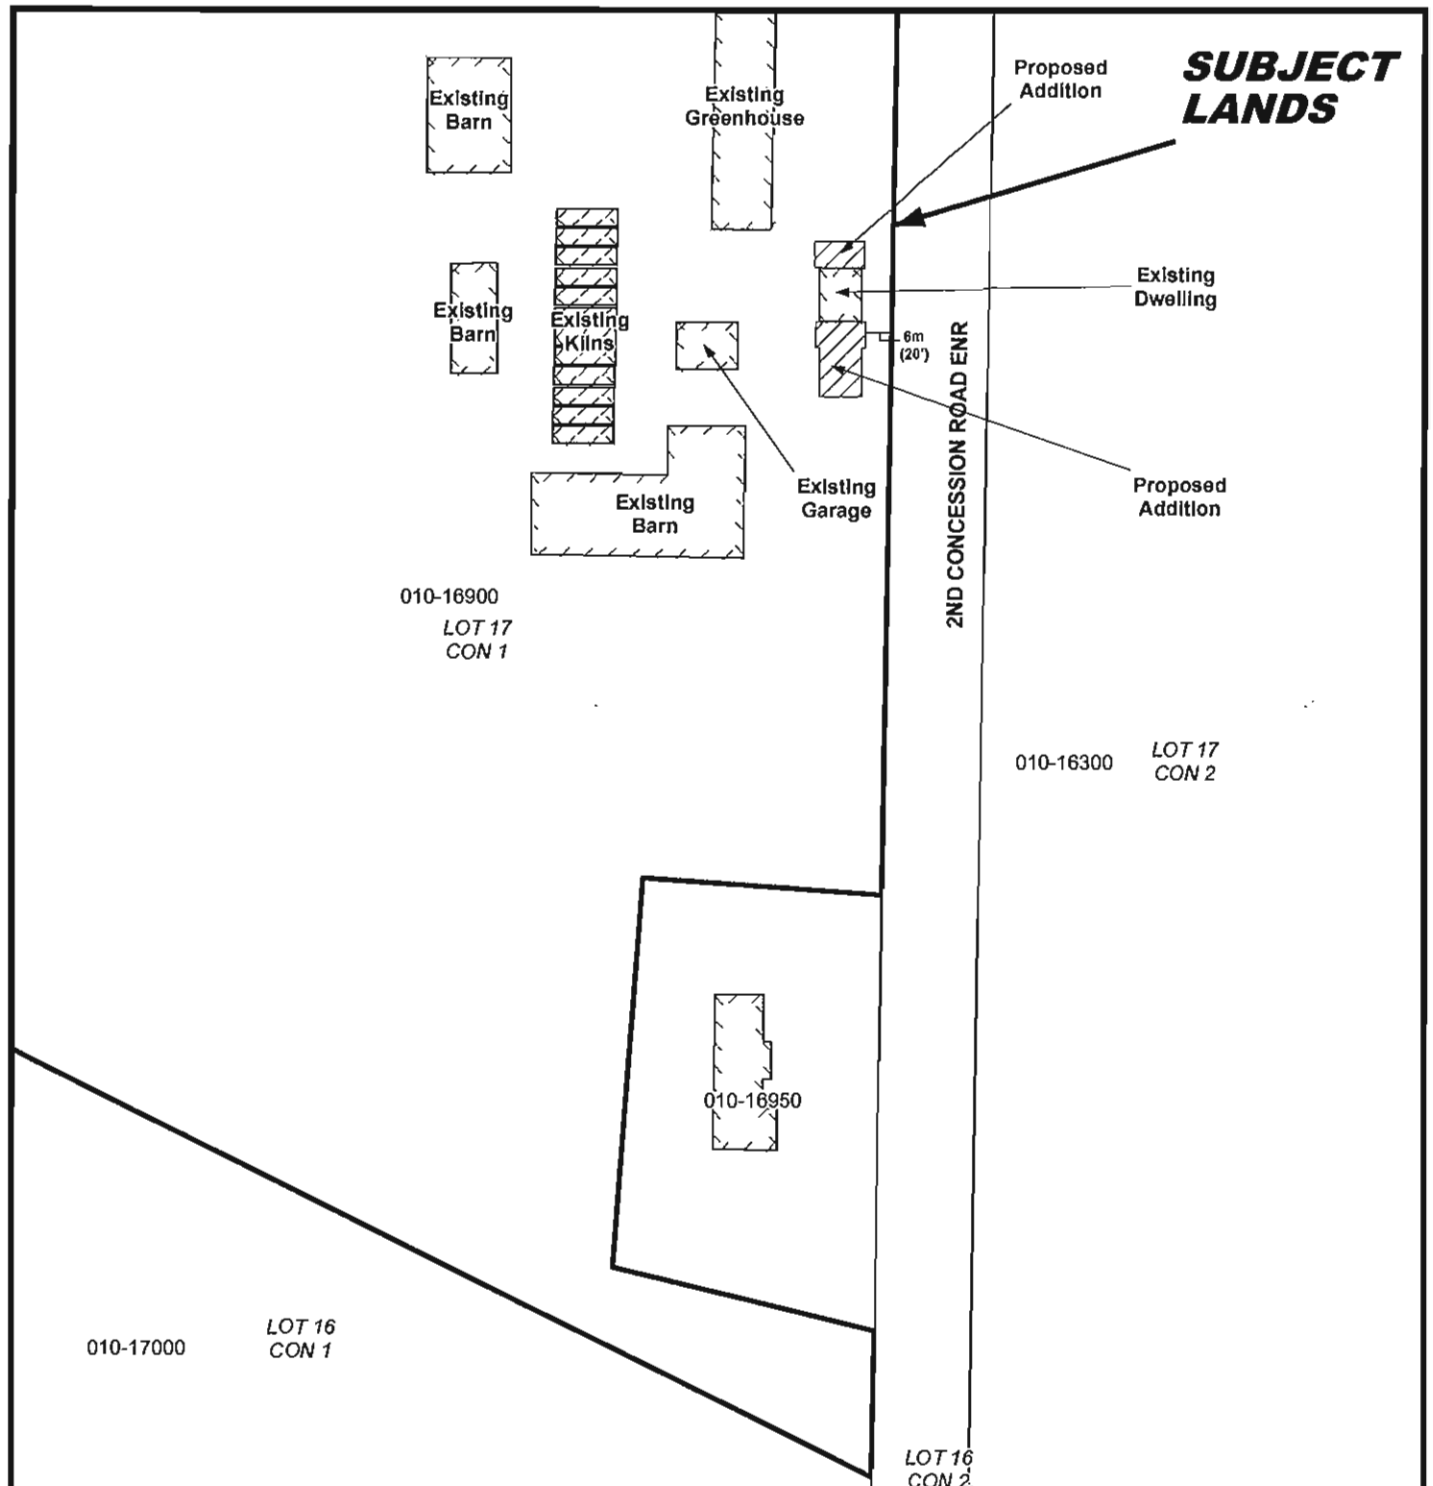 SUBJECT
LANDS
Proposed
Addition
Existing
Barn
Existing
Greenhouse
Existing
Dwelling
Existing
Barn
Existing
Kilns
6m
(20')
2ND CONCESSION ROAD ENR
Existing
Garage
Proposed
Addition
Existing
Barn
010-16900
LOT 17
CON 1
010-16300
LOT 17
CON 2
010-16950
010-17000
LOT 16
CON 1
LOT 16
CON 2